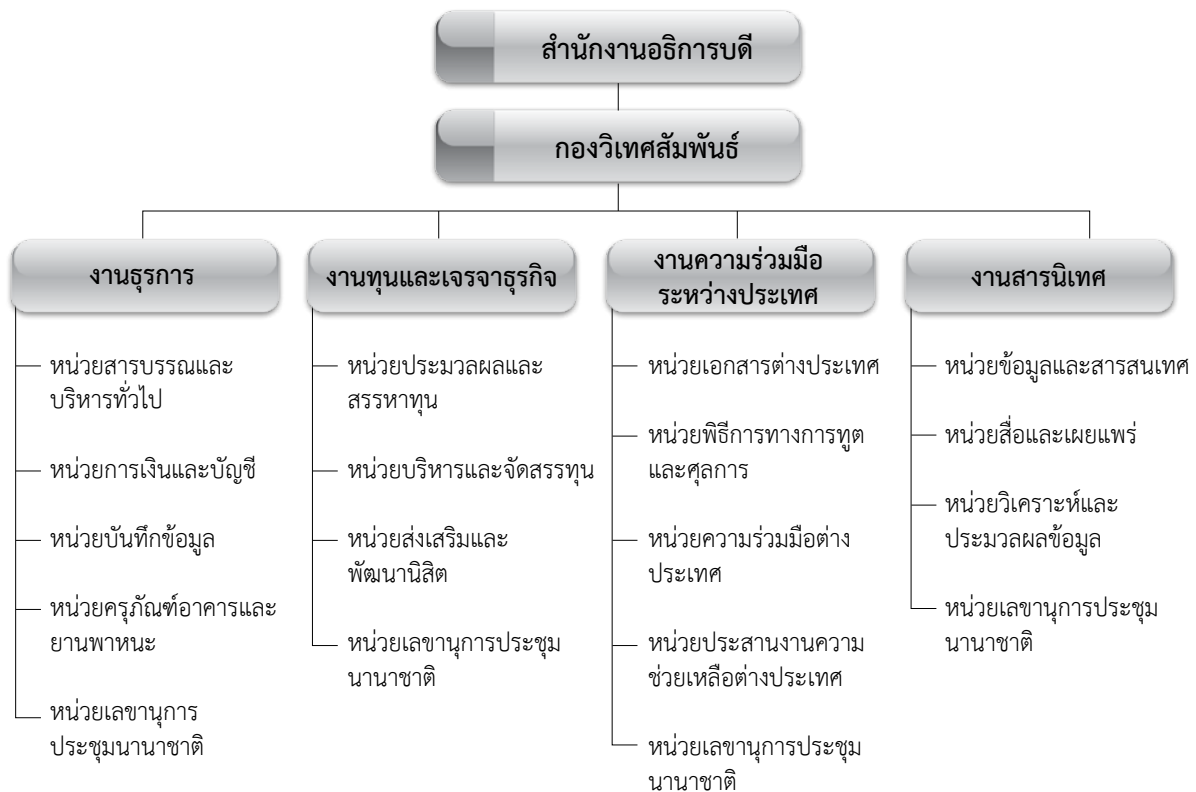 สำนักงานอธิการบดี
กองวิเทศสัมพันธ์
งานธุรการ
หน่วยสารบรรณและ
บริหารทั่วไป
หน่วยการเงินและบัญชี
หน่วยบันทึกข้อมูล
หน่วยครุภัณฑ์อาคารและ
ยานพาหนะ
หน่วยเลขานุการ
ประชุมนานาชาติ
งานทุนและเจรจาธุรกิจ
หน่วยประมวลผลและ
สรรหาทุน
หน่วยบริหารและจัดสรรทุน
หน่วยส่งเสริมและ
พัฒนานิสิต
หน่วยเลขานุการประชุม
นานาชาติ
งานความร่วมมือ
ระหว่างประเทศ
หน่วยเอกสารต่างประเทศ
หน่วยพิธีการทางการทูต
และศุลการ
หน่วยความร่วมมือต่าง
ประเทศ
หน่วยประสานงานความ
ช่วยเหลือต่างประเทศ
หน่วยเลขานุการประชุม
นานาชาติ
งานสารนิเทศ
หน่วยข้อมูลและสารสนเทศ
หน่วยสื่อและเผยแพร่
หน่วยวิเคราะห์และ
ประมวลผลข้อมูล
หน่วยเลขานุการประชุม
นานาชาติ